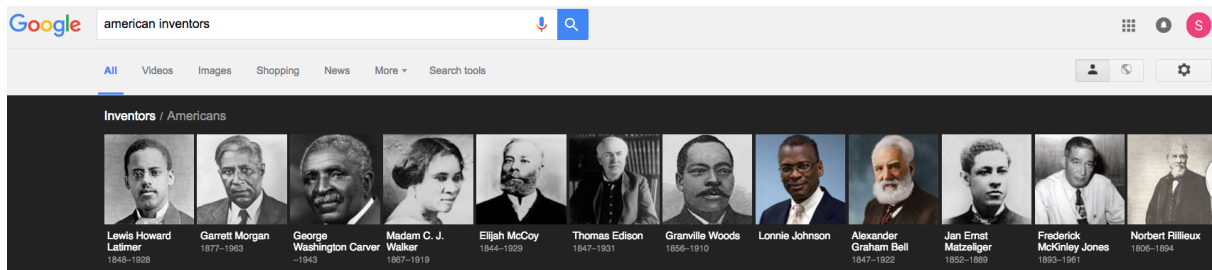 Google
american inventors
S
All Videos Images Shopping News More Search tools
Inventors / Americans
Lewis Howard Latimer
1848–1928
Garrett Morgan
1877–1963
George Washington Carver
–1943
Madam C. J. Walker
1867–1919
Elijah McCoy
1844–1929
Thomas Edison
1847–1931
Granville Woods
1856–1910
Lonnie Johnson
Alexander Graham Bell
1847–1922
Jan Ernst Matzeliger
1852–1889
Frederick McKinley Jones
1893–1961
Norbert Rillieux
1806–1894